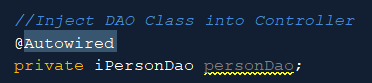 //Inject DAO Class into Controller
@Autowired
private iPersonDao personDao;